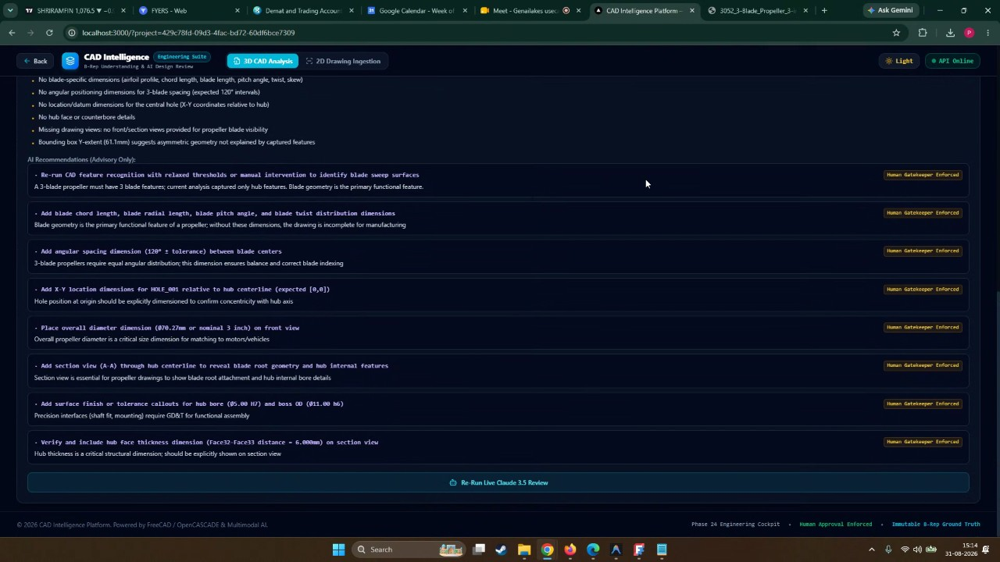 SHRIRAMFIN 1,076.5 ▼ −0.
FYERS - Web
Demat and Trading Accoun
Google Calendar - Week of
Meet - Genailakes usec
CAD Intelligence Platform –
3052_3-Blade_Propeller_3-i
Ask Gemini
localhost:3000/?project=429c78fd-09d3-4fac-bd72-60df6bce7309
P
Back
CAD Intelligence
Engineering Suite
B-Rep Understanding & AI Design Review
3D CAD Analysis
2D Drawing Ingestion
Light
API Online
• No blade-specific dimensions (airfoil profile, chord length, blade length, pitch angle, twist, skew)
• No angular positioning dimensions for 3-blade spacing (expected 120° intervals)
• No location/datum dimensions for the central hole (X-Y coordinates relative to hub)
• No hub face or counterbore details
• Missing drawing views: no front/section views provided for propeller blade visibility
• Bounding box Y-extent (61.1mm) suggests asymmetric geometry not explained by captured features
AI Recommendations (Advisory Only):
· Re-run CAD feature recognition with relaxed thresholds or manual intervention to identify blade sweep surfaces
Human Gatekeeper Enforced
A 3-blade propeller must have 3 blade features; current analysis captured only hub features. Blade geometry is the primary functional feature.
· Add blade chord length, blade radial length, blade pitch angle, and blade twist distribution dimensions
Human Gatekeeper Enforced
Blade geometry is the primary functional feature of a propeller; without these dimensions, the drawing is incomplete for manufacturing
· Add angular spacing dimension (120° ± tolerance) between blade centers
Human Gatekeeper Enforced
3-blade propellers require equal angular distribution; this dimension ensures balance and correct blade indexing
· Add X-Y location dimensions for HOLE_001 relative to hub centerline (expected [0,0])
Human Gatekeeper Enforced
Hole position at origin should be explicitly dimensioned to confirm concentricity with hub axis
· Place overall diameter dimension (Ø70.27mm or nominal 3 inch) on front view
Human Gatekeeper Enforced
Overall propeller diameter is a critical size dimension for matching to motors/vehicles
· Add section view (A-A) through hub centerline to reveal blade root geometry and hub internal features
Human Gatekeeper Enforced
Section view is essential for propeller drawings to show blade root attachment and hub internal bore details
· Add surface finish or tolerance callouts for hub bore (Ø5.00 H7) and boss OD (Ø11.00 h6)
Human Gatekeeper Enforced
Precision interfaces (shaft fit, mounting) require GD&T for functional assembly
· Verify and include hub face thickness dimension (Face32-Face33 distance = 6.000mm) on section view
Human Gatekeeper Enforced
Hub thickness is a critical structural dimension; should be explicitly shown on section view
Re-Run Live Claude 3.5 Review
© 2026 CAD Intelligence Platform. Powered by FreeCAD / OpenCASCADE & Multimodal AI.
Phase 24 Engineering Cockpit • Human Approval Enforced • Immutable B-Rep Ground Truth
Search
15:14
31-08-2026